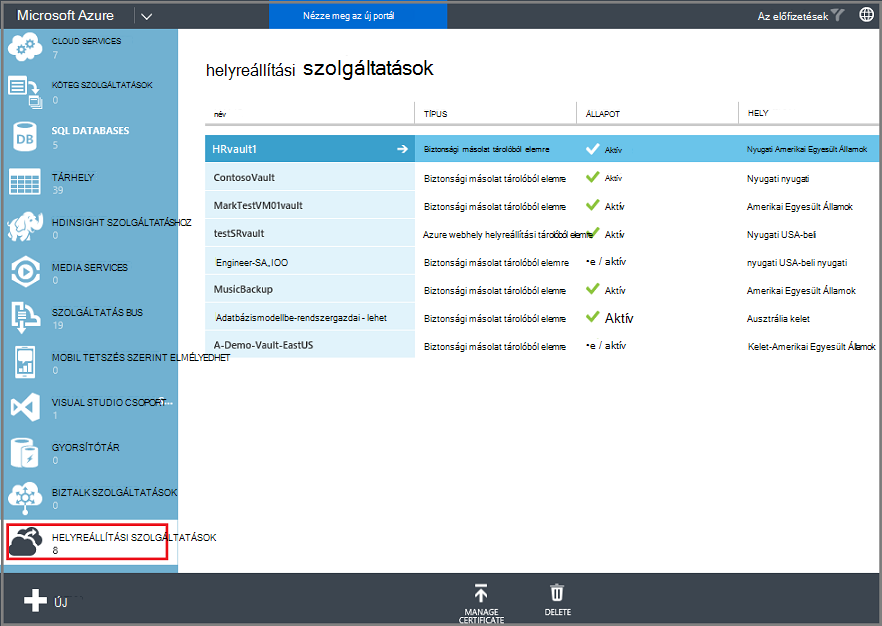 Microsoft Azure
Nézze meg az új portál
Az előfizetések
CLOUD SERVICES
7
KÖTEG SZOLGÁLTATÁSOK
0
SQL DATABASES
5
TÁRHELY
39
HDINSIGHT SZOLGÁLTATÁSHOZ
0
MEDIA SERVICES
0
SZOLGÁLTATÁS BUS
19
MOBIL TETSZÉS SZERINT ELMÉLYEDHET
0
VISUAL STUDIO CSOPORT...
1
GYORSÍTÓTÁR
0
BIZTALK SZOLGÁLTATÁSOK
0
HELYREÁLLÍTÁSI SZOLGÁLTATÁSOK
8
helyreállítási szolgáltatások
név TÍPUS ÁLLAPOT HELY
HRvault1 Biztonsági másolat tárolóból elemre Aktív Nyugati Amerikai Egyesült Államok
ContosoVault Biztonsági másolat tárolóból elemre Aktív Nyugati nyugati
MarkTestVM01vault Biztonsági másolat tárolóból elemre Aktív Amerikai Egyesült Államok
testSRvault Azure webhely helyreállítási tárolóból elemre Aktív Nyugati USA-beli
Engineer-SA,,IOO Biztonsági másolat tárolóból elemre •e / aktív nyugati USA-beli nyugati
MusicBackup Biztonsági másolat tárolóból elemre Aktív Amerikai Egyesült Államok
Adatbázismodellbe-rendszergazdai - lehet Biztonsági másolat tárolóból elemre Aktív Ausztrália kelet
A-Demo-Vault-EastUS Biztonsági másolat tárolóból elemre •e / aktív Kelet-Amerikai Egyesült Államok
ÚJ
MANAGE
CERTIFICATE
DELETE
DB